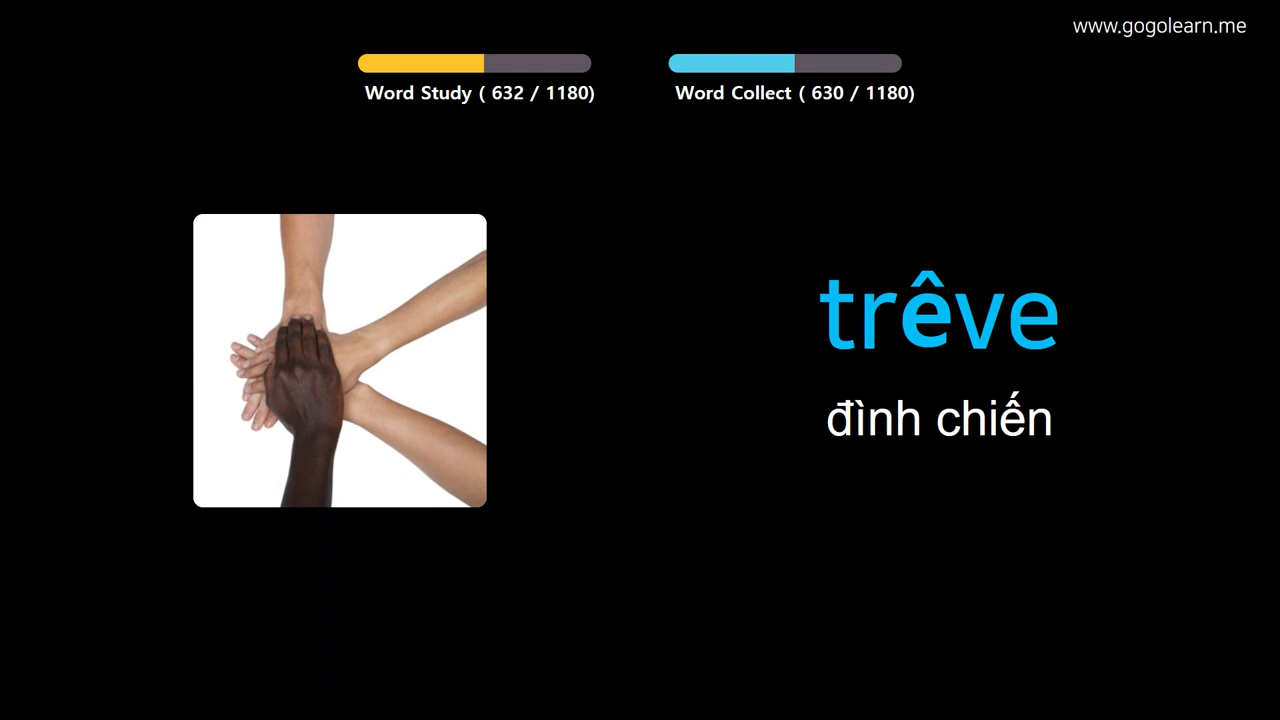 www.gogolearn.me
Word Study ( 632 / 1180)
Word Collect ( 630 / 1180)
trêve
đình chiến